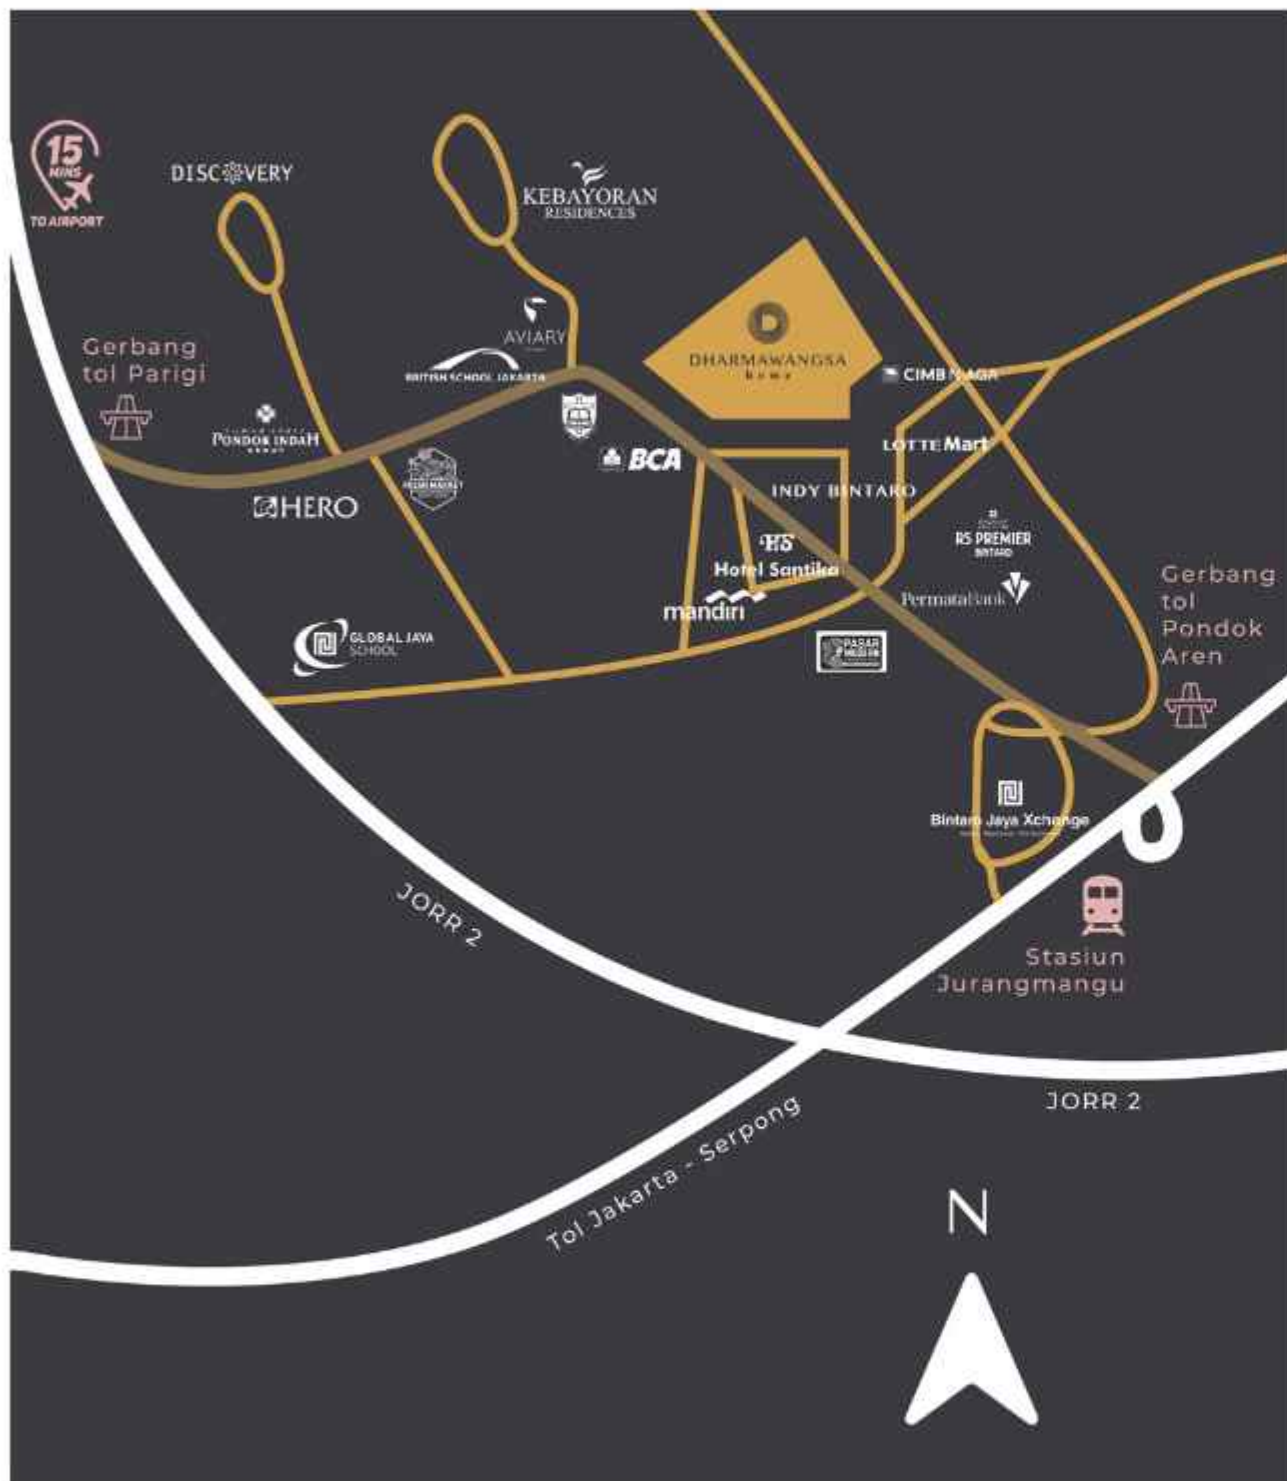 15
MINS
TO AIRPORT
DISCOVERY
KEBAYORAN
RESIDENCES
AVIARY
Gerbang
tol Parigi
BRITISH SCHOOL JAKARTA
DHARMAWANGSA
CIMB NIAGA
PONDOK INDAH
BCA
LOTTE Mart
HERO
INDY BINTARO
RS PREMIER
BINTARO
HS
Hotel Santika
mandiri
PermataBank
Gerbang
tol
Pondok
Aren
GLOBAL JAYA
SCHOOL
PASAR
Bintaro Jaya Xchange
Stasiun
Jurangmangu
JORR 2
JORR 2
Tol Jakarta - Serpong
N